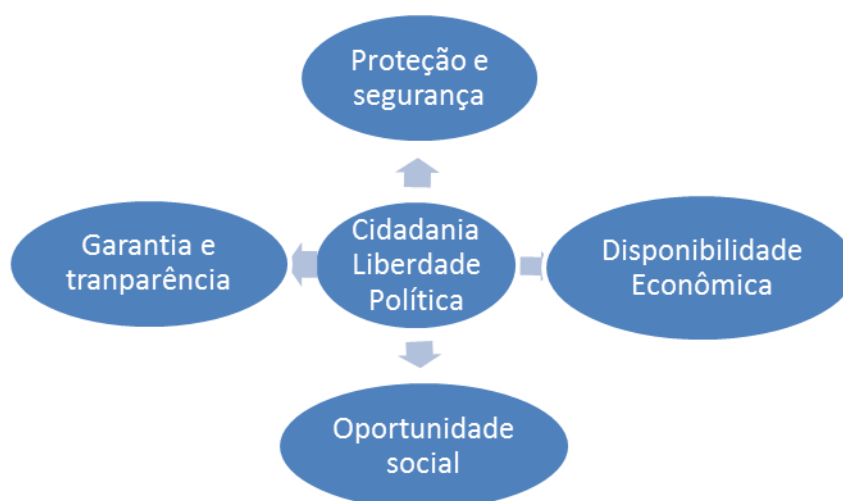 Proteção e
segurança
Garantia e
tranparência
Cidadania
Liberdade
Política
Disponibilidade
Econômica
Oportunidade
social